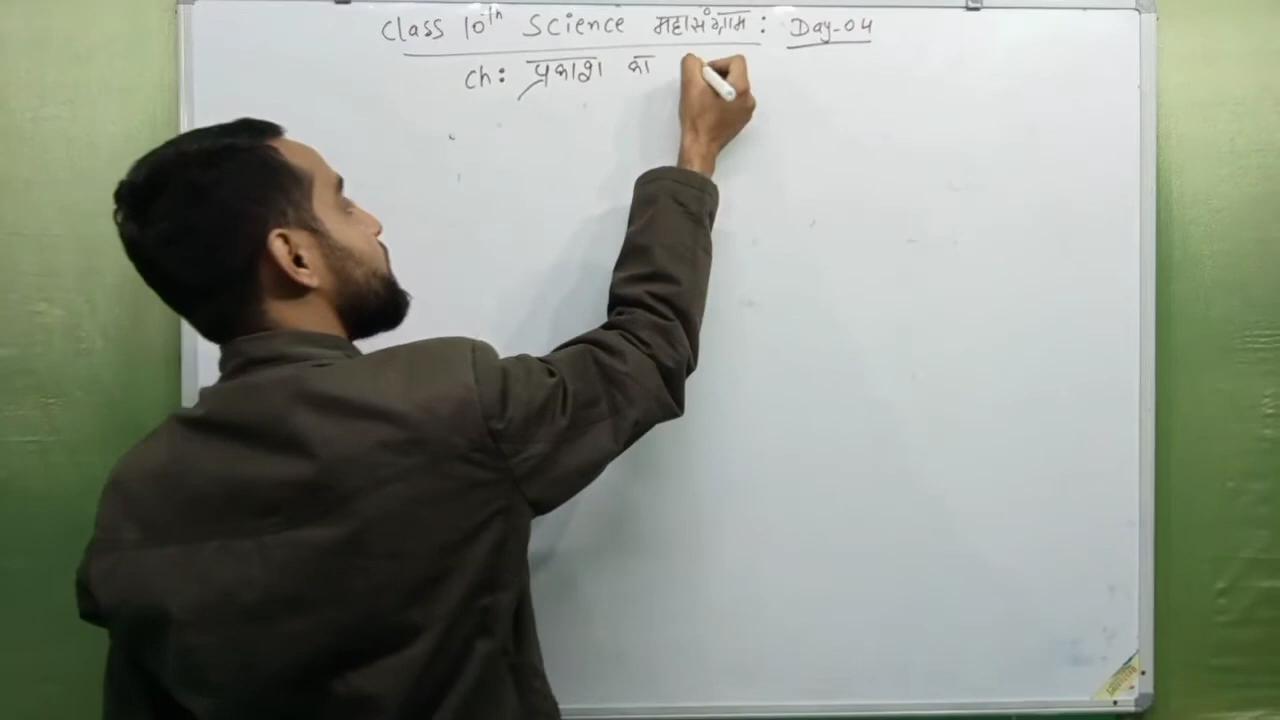 Class 10th Science महासंग्राम : Day-04
Ch: प्रकाश का